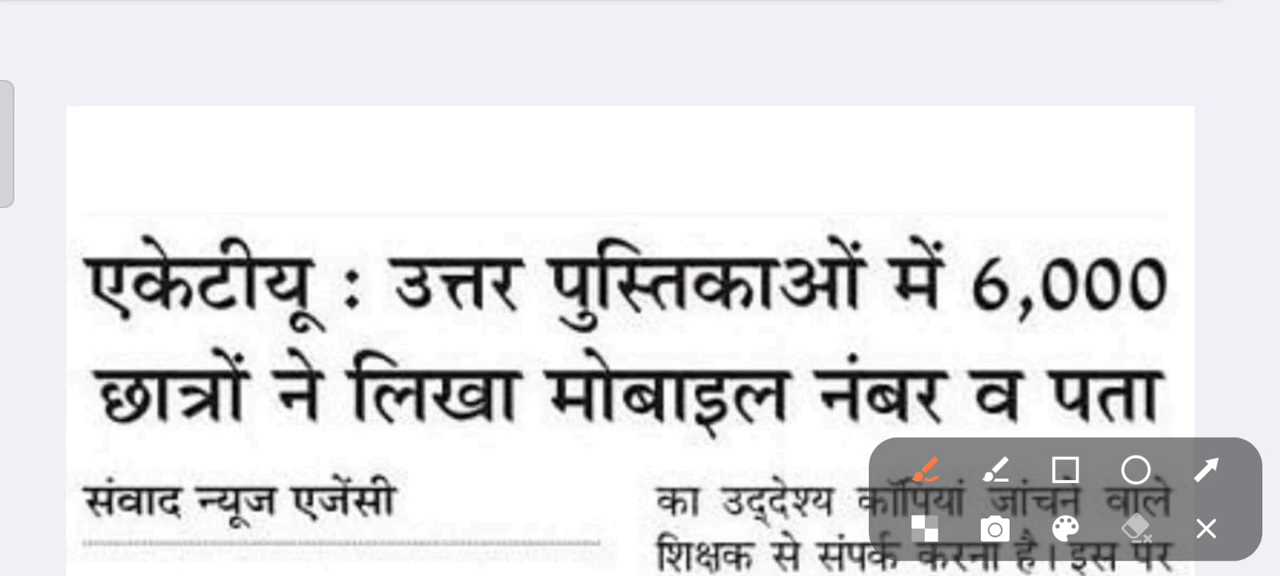 एकेटीयू : उत्तर पुस्तिकाओं में 6,000
छात्रों ने लिखा मोबाइल नंबर व पता
संवाद न्यूज एजेंसी
का उद्देश्य कॉपियां जांचने वाले
शिक्षक से संपर्क करना है। इस पर